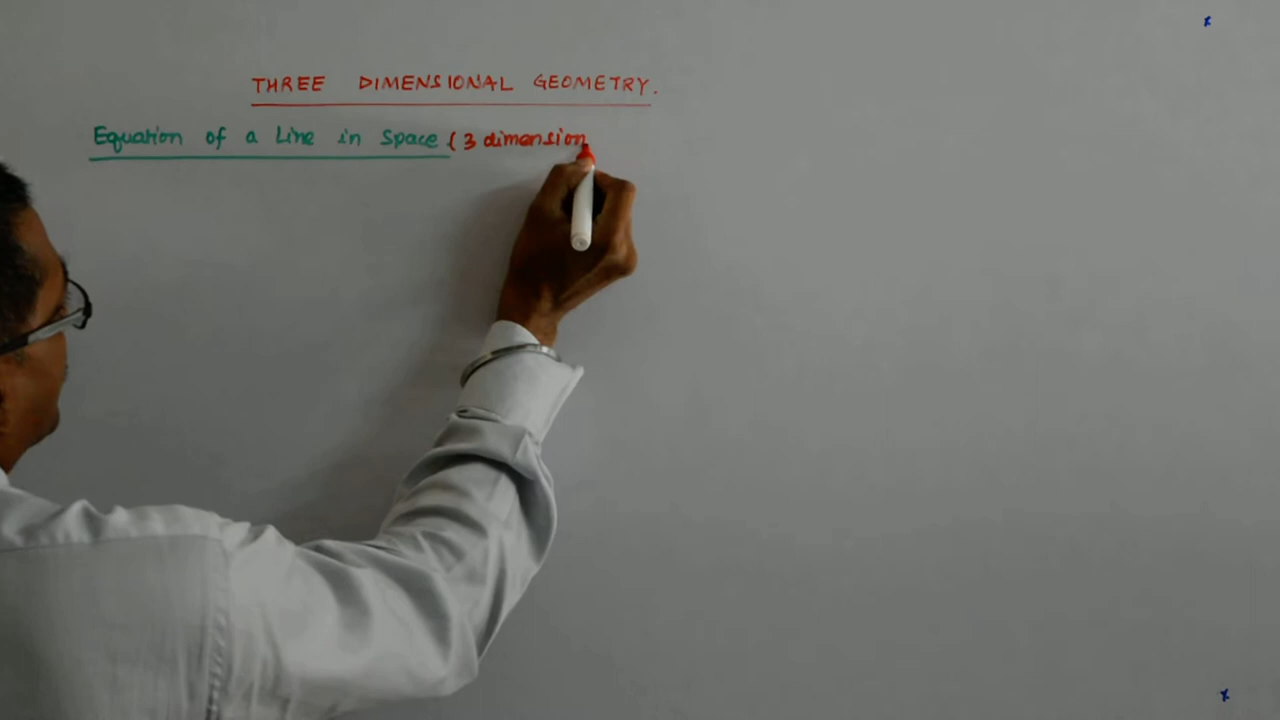 THREE DIMENSIONAL GEOMETRY.
Equation of a Line in Space (3 dimension